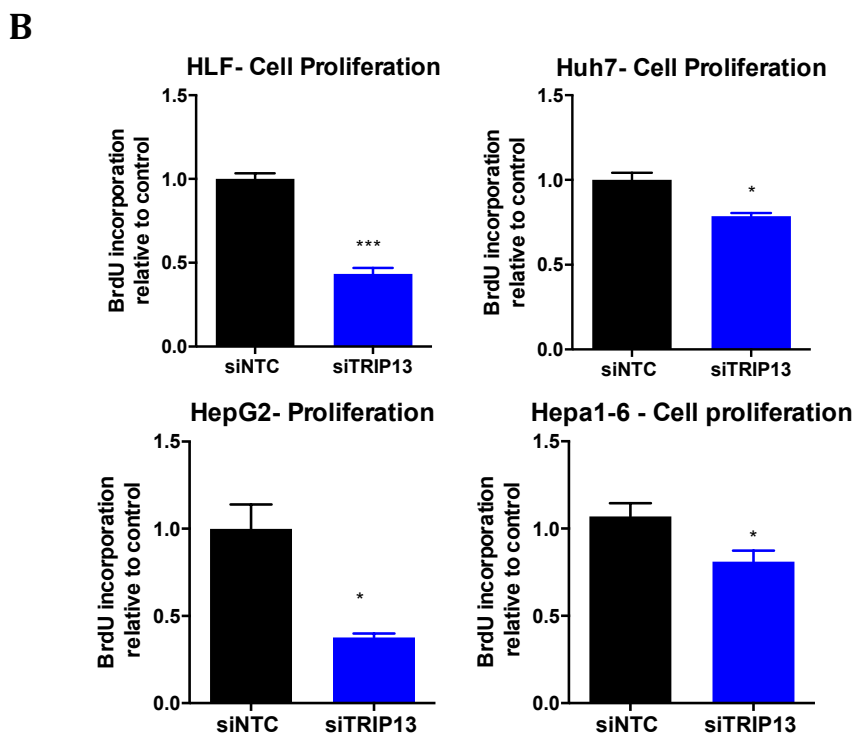 B
HLF- Cell Proliferation
BrdU incorporation
relative to control
1.5
1.0
0.5
0.0
***
siNTC
siTRIP13
Huh7- Cell Proliferation
BrdU incorporation
relative to control
1.5
1.0
0.5
0.0
*
siNTC
siTRIP13
HepG2- Proliferation
BrdU incorporation
relative to control
1.5
1.0
0.5
0.0
*
siNTC
siTRIP13
Hepa1-6 - Cell proliferation
BrdU incorporation
relative to control
1.5
1.0
0.5
0.0
*
siNTC
siTRIP13